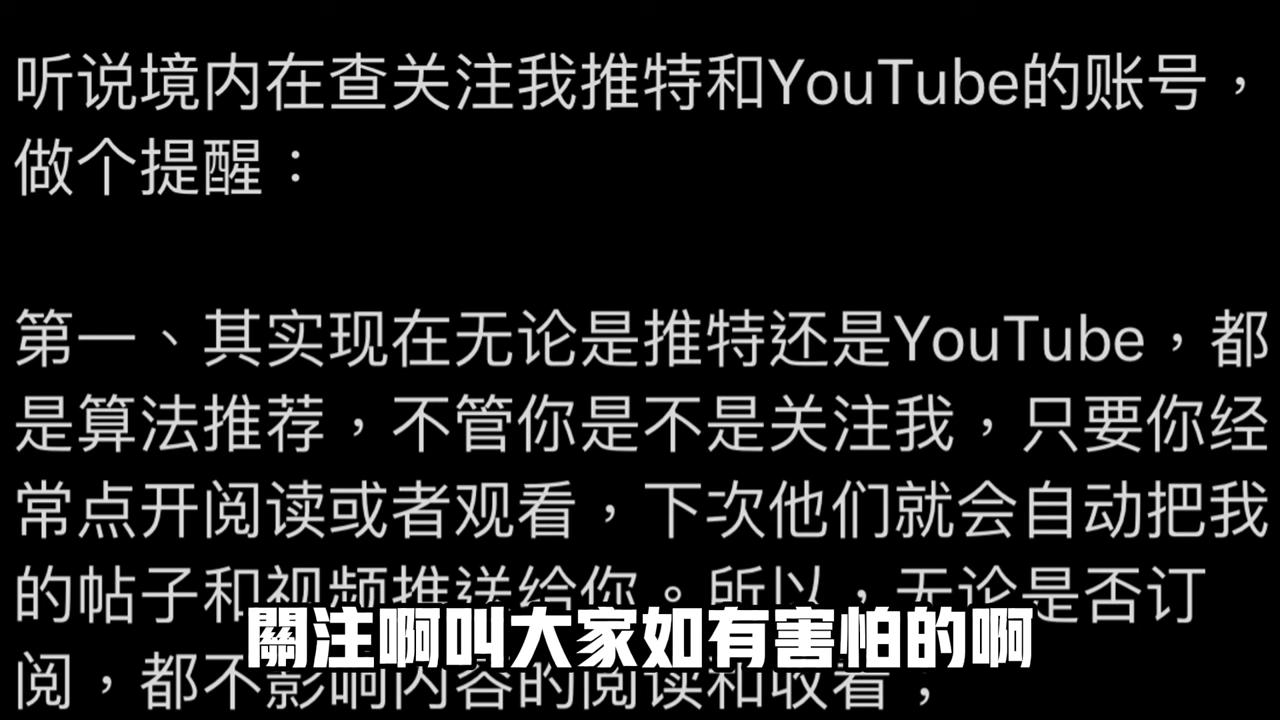 听说境内在查关注我推特和YouTube的账号，
做个提醒：
第一、其实现在无论是推特还是YouTube，都
是算法推荐，不管你是不是关注我，只要你经
常点开阅读或者观看，下次他们就会自动把我
的帖子和视频推送给你。所以，无论是否订
阅，都不影响内容的阅读和收看；
關注啊叫大家如有害怕的啊